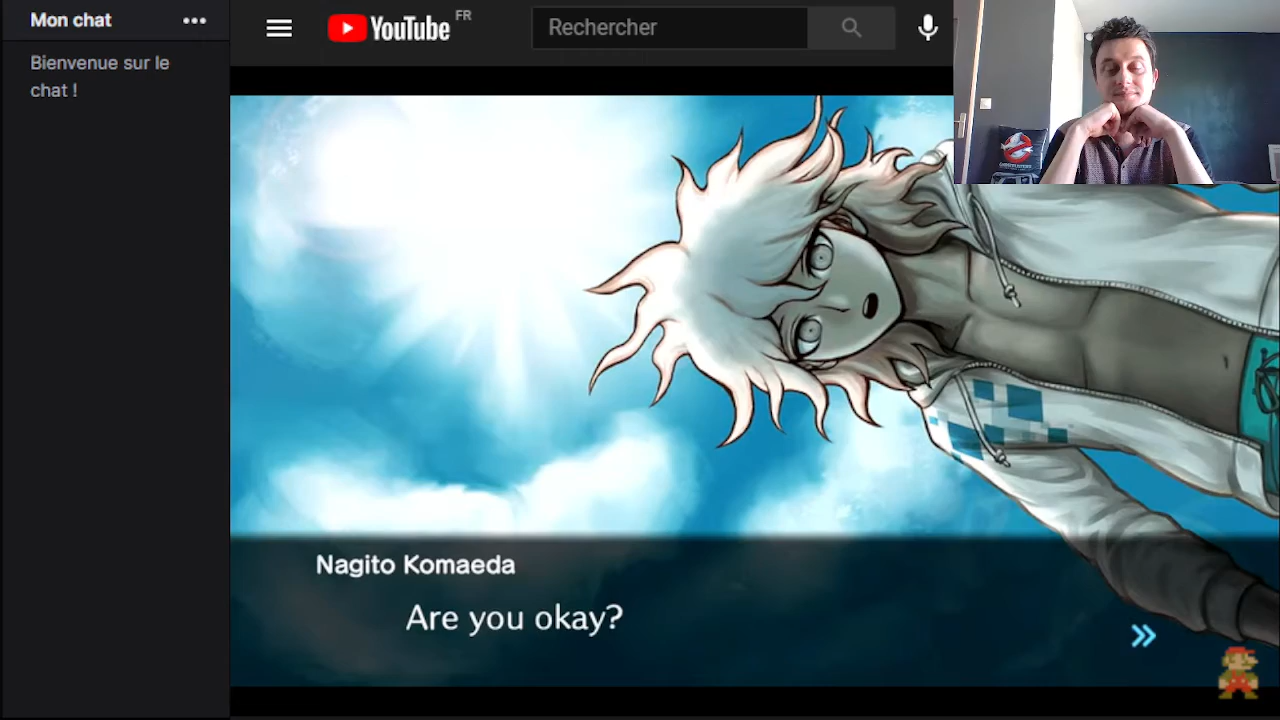 Mon chat
Bienvenue sur le
chat !
YouTube FR
Rechercher
Nagito Komaeda
Are you okay?